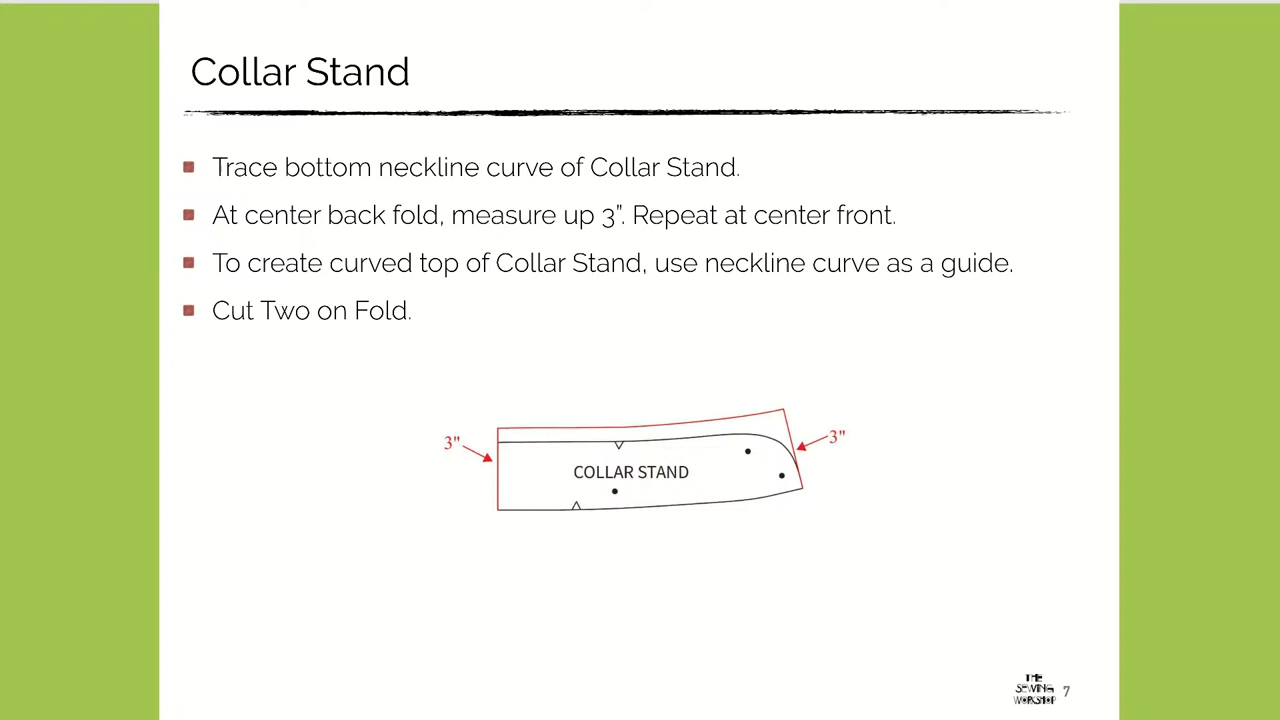 Collar Stand
Trace bottom neckline curve of Collar Stand.
At center back fold, measure up 3”. Repeat at center front.
To create curved top of Collar Stand, use neckline curve as a guide.
Cut Two on Fold.
3"
3"
COLLAR STAND
THE
SEWING
WORKSHOP
7